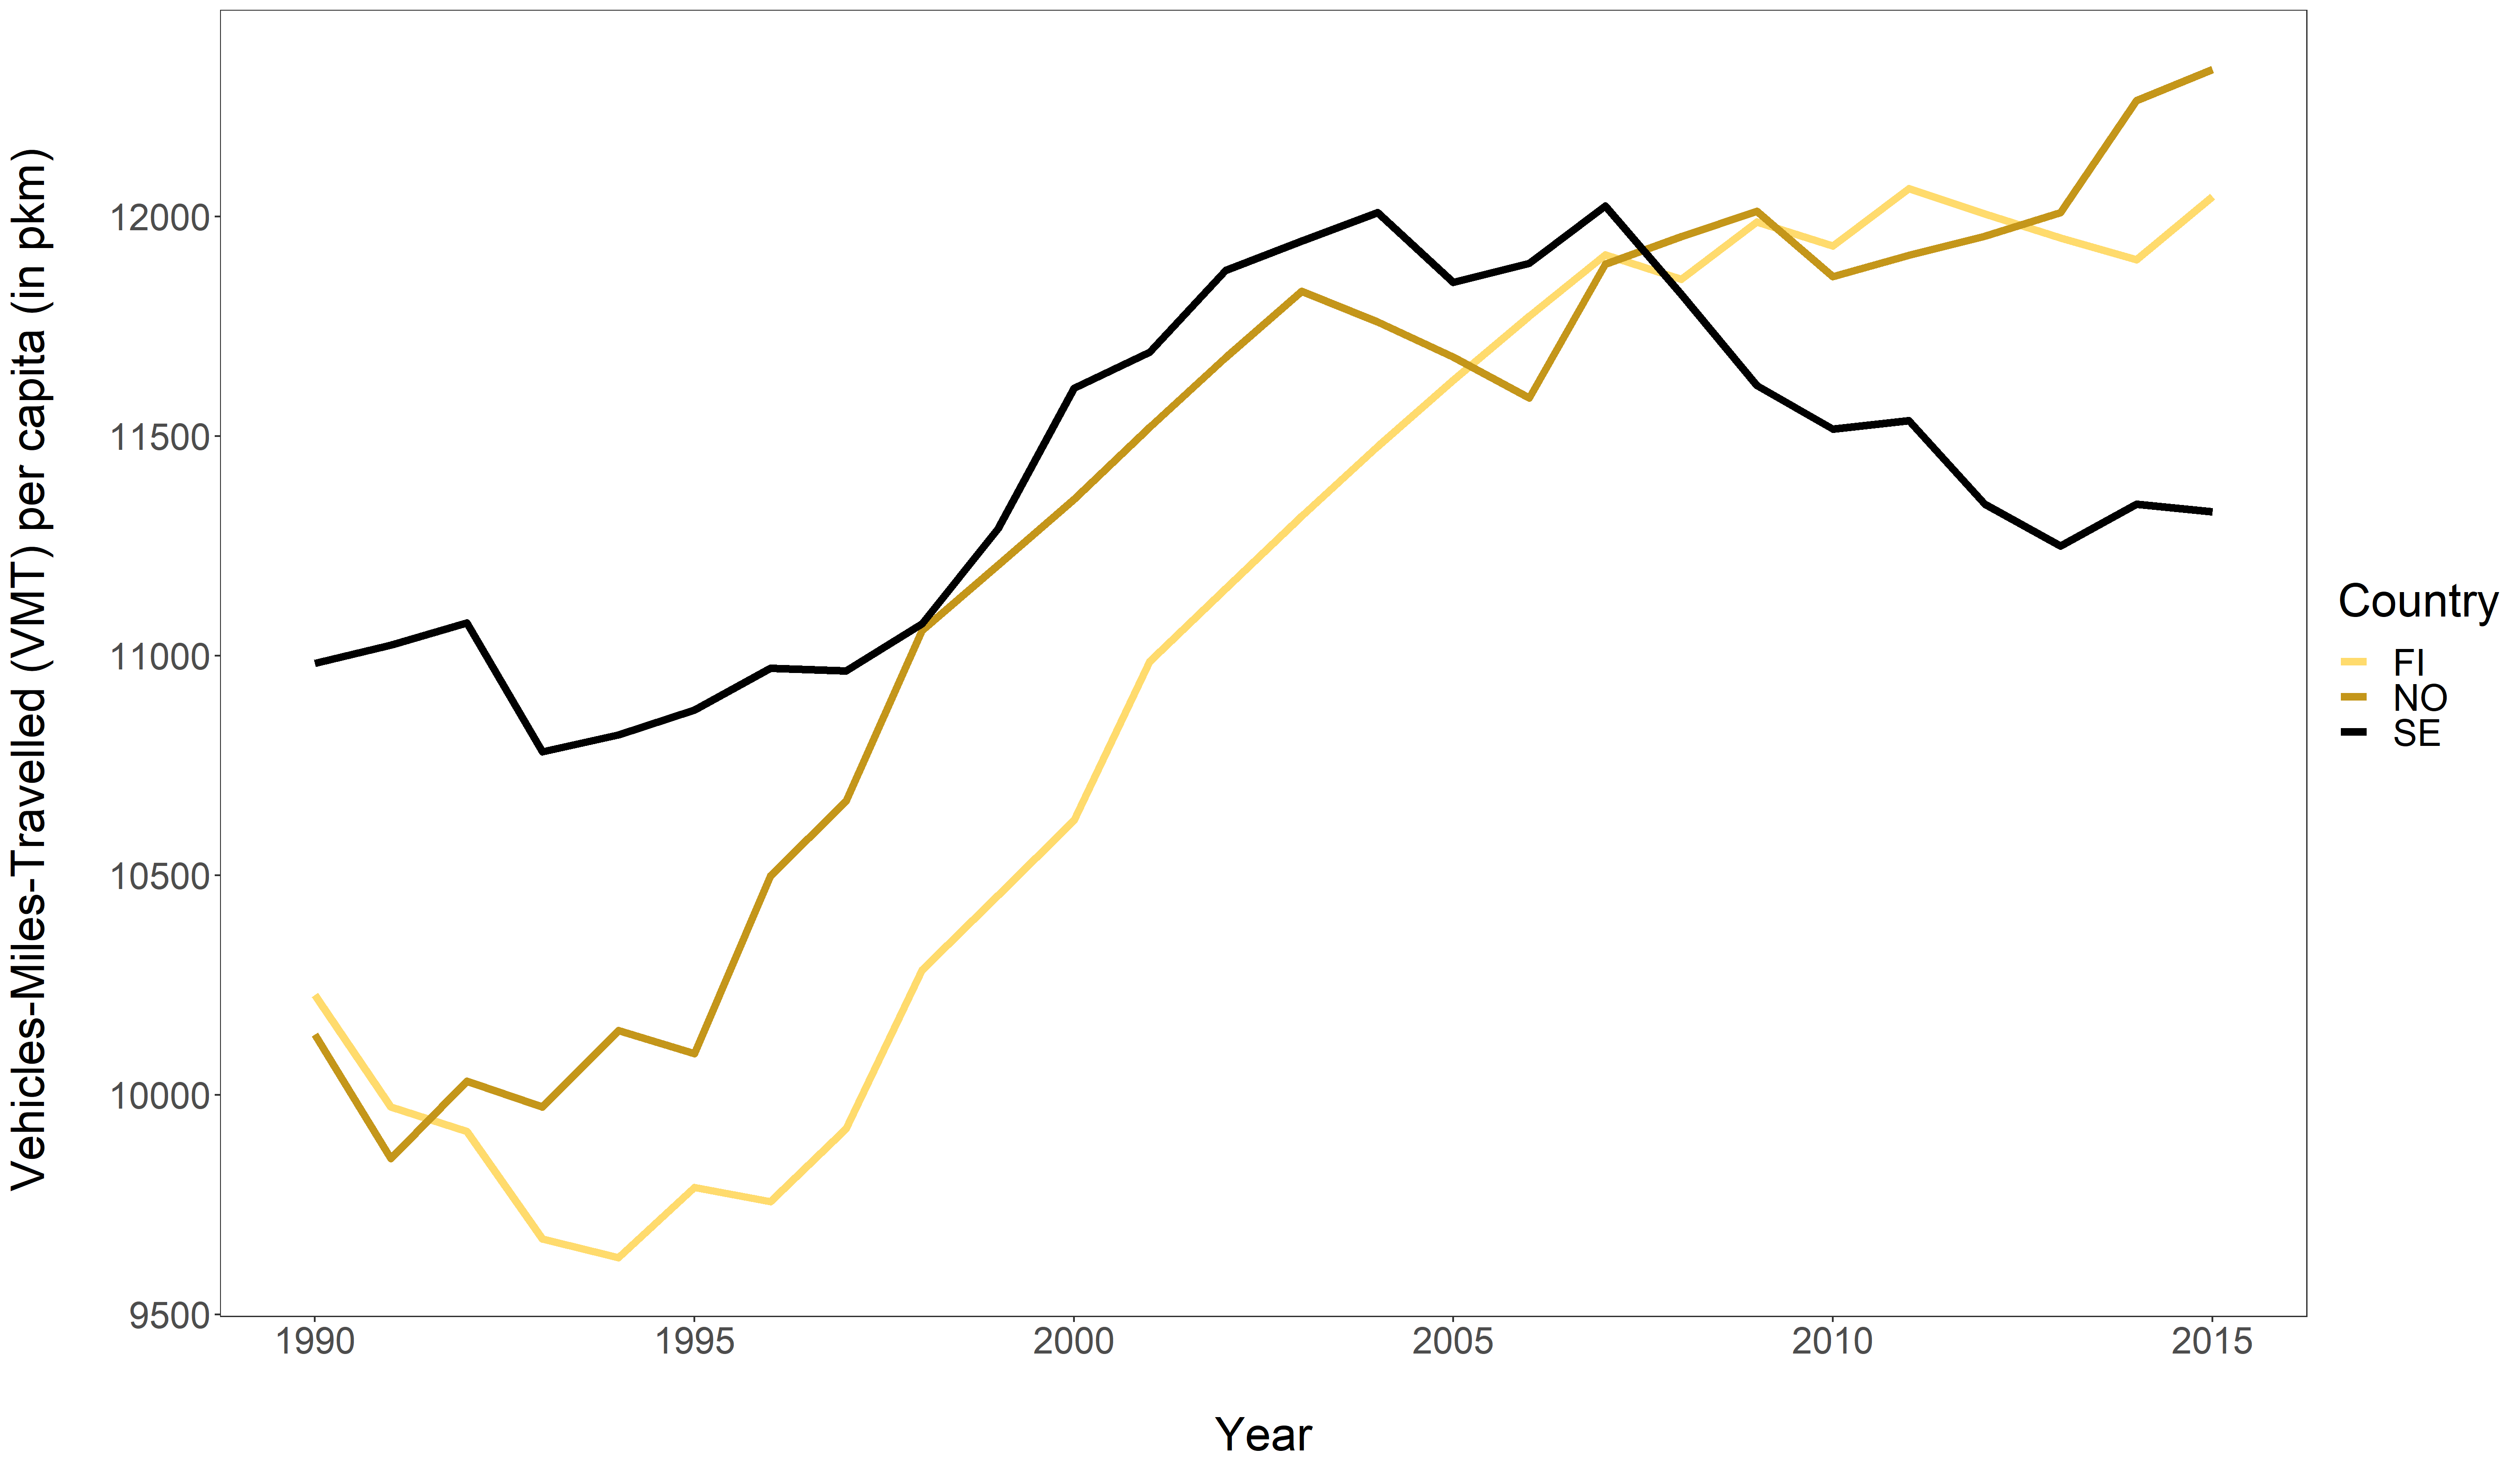 Vehicles-Miles-Travelled (VMT) per capita (in pkm)
12000
11500
11000
10500
10000
9500
1990 1995 2000 2005 2010 2015
Year
Country
FI
NO
SE